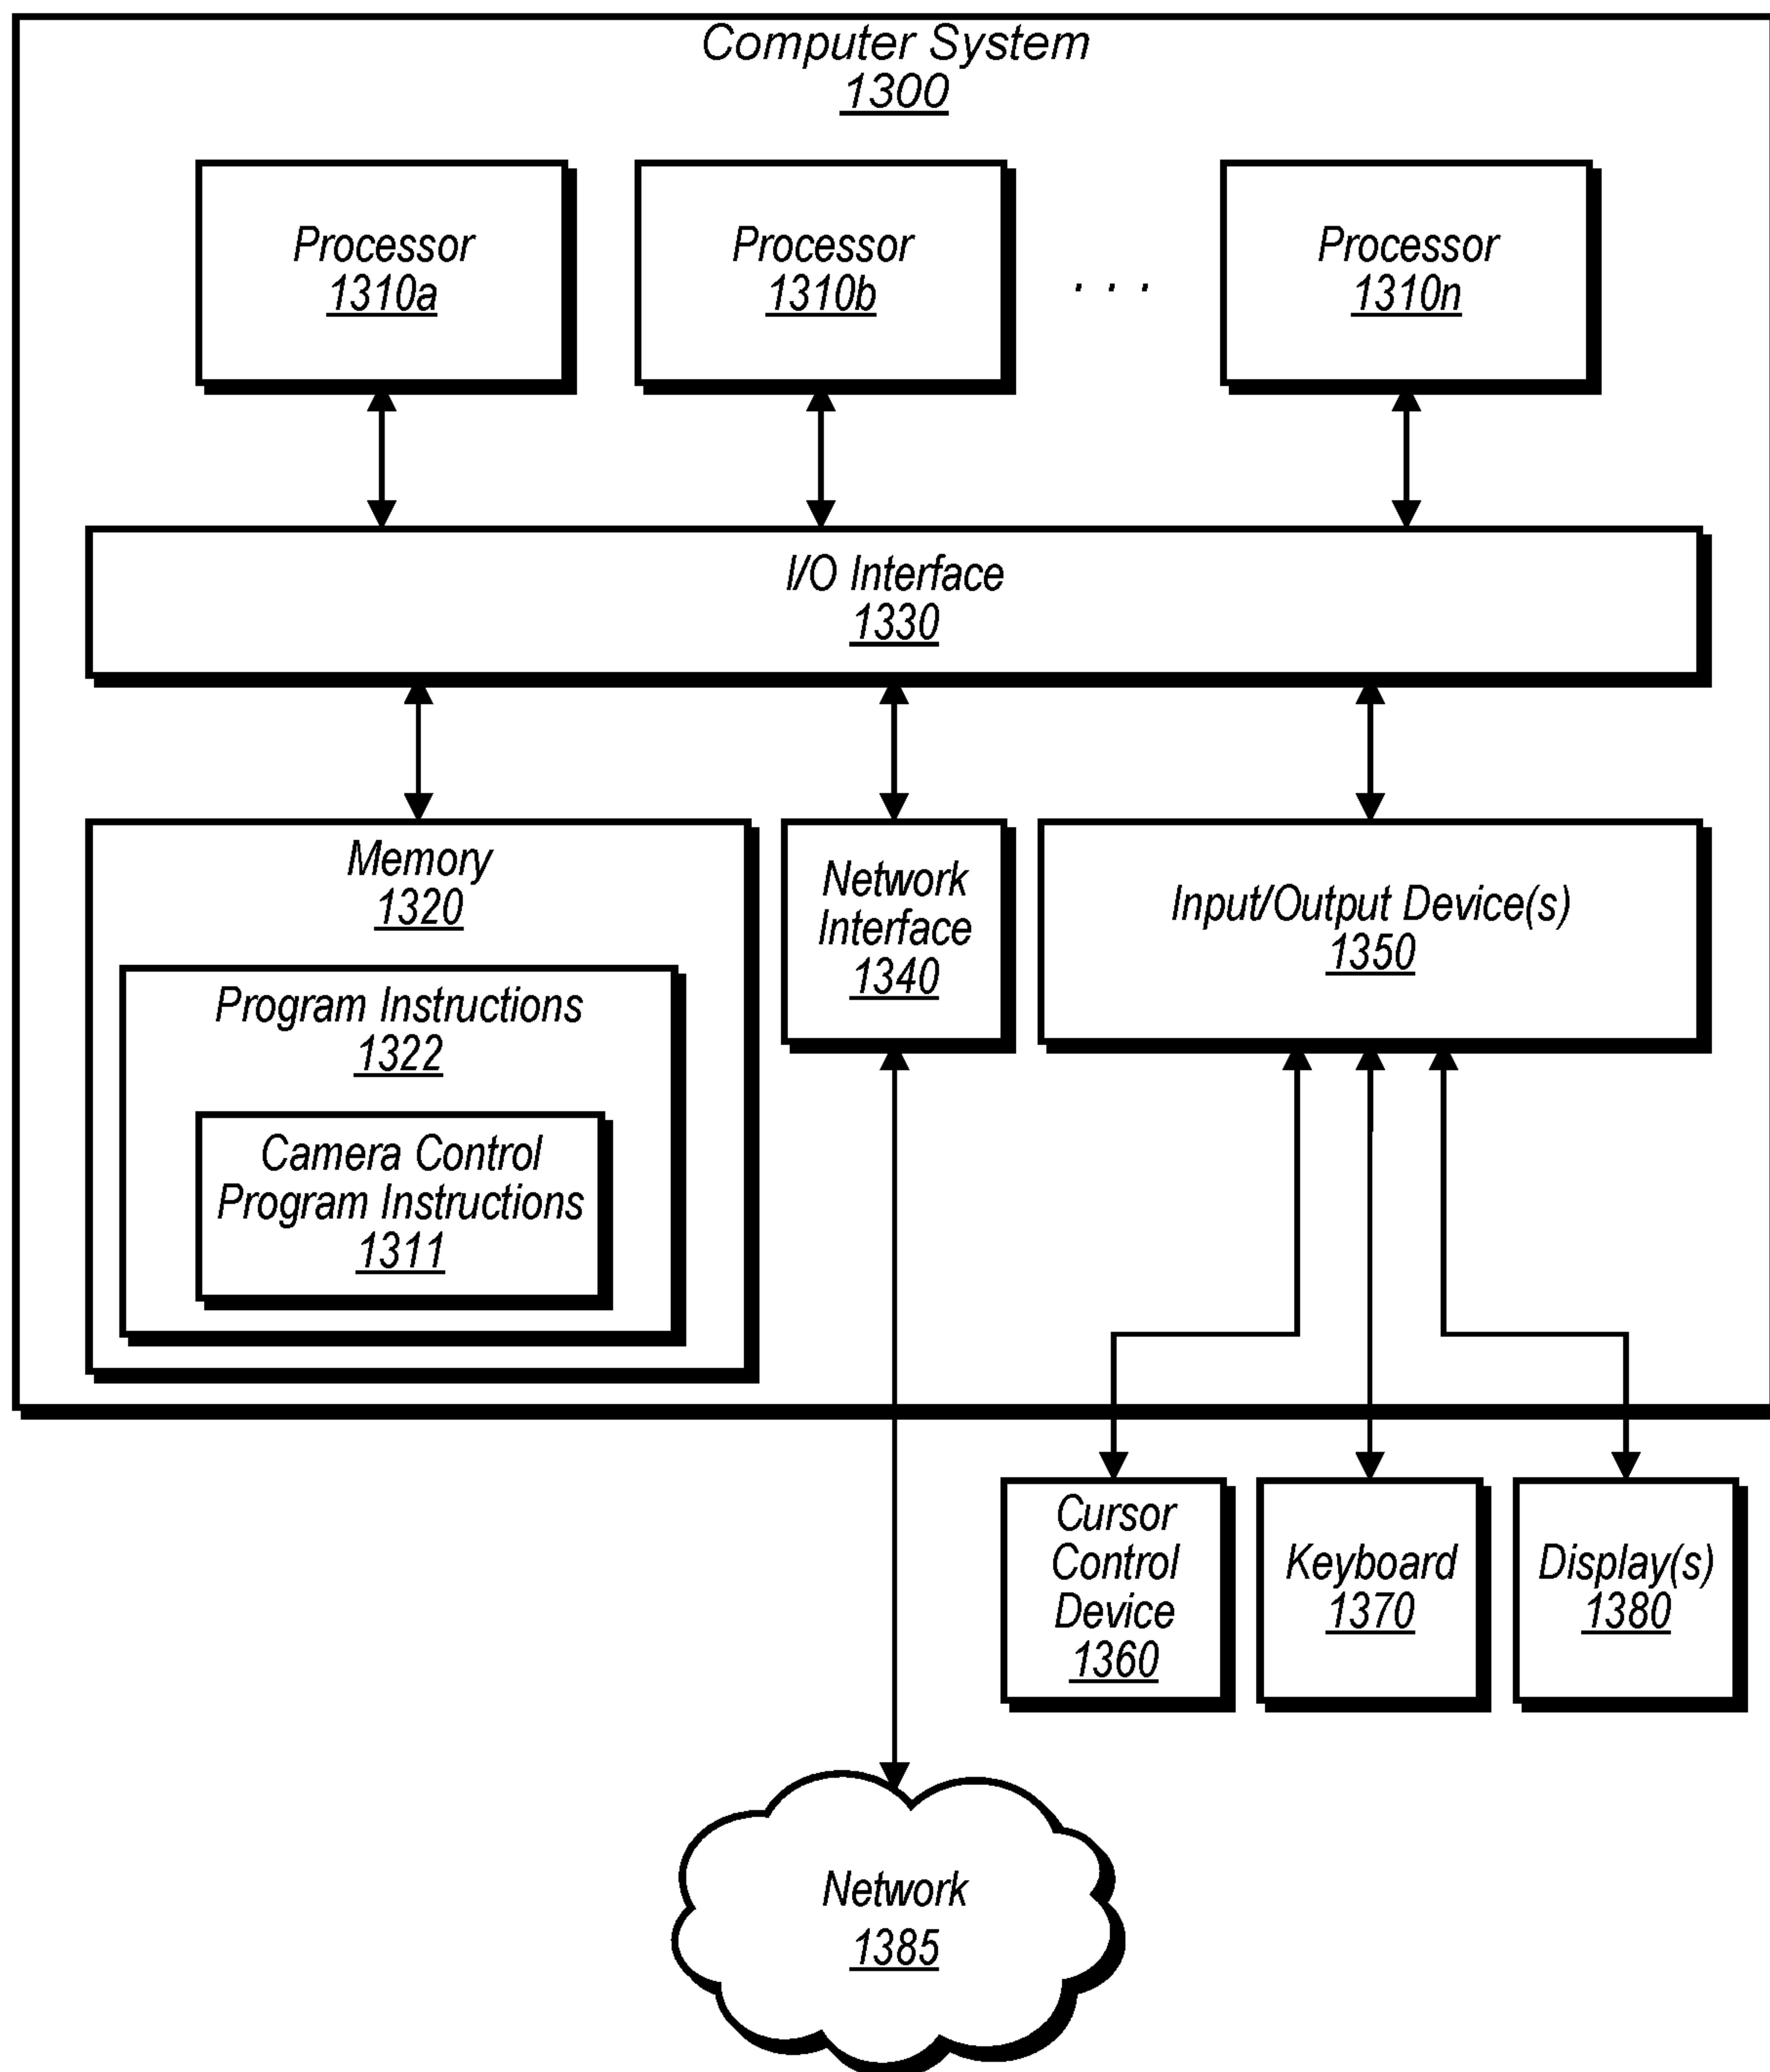 Computer System
1300
Processor
1310a
Processor
1310b
. . .
Processor
1310n
I/O Interface
1330
Memory
1320
Program Instructions
1322
Camera Control
Program Instructions
1311
Network
Interface
1340
Input/Output Device(s)
1350
Cursor
Control
Device
1360
Keyboard
1370
Display(s)
1380
Network
1385